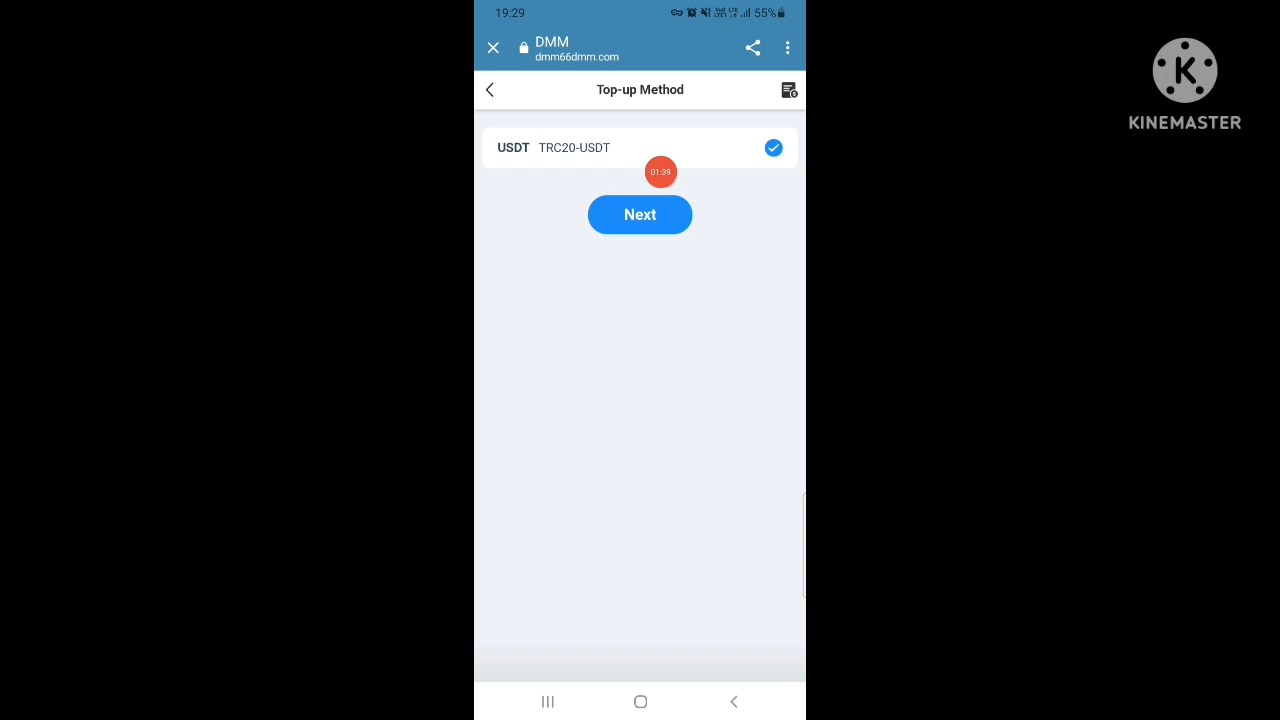 19:29
55%
DMM
dmm66dmm.com
Top-up Method
USDT TRC20-USDT
01:39
Next
K
KINEMASTER